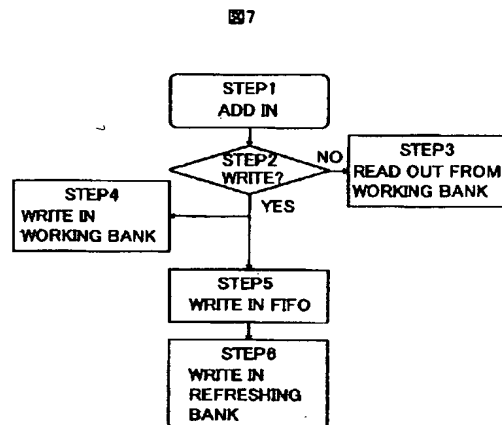 図7
STEP1
ADD IN
STEP2
WRITE?
NO
STEP3
READ OUT FROM
WORKING BANK
YES
STEP4
WRITE IN
WORKING BANK
STEP5
WRITE IN FIFO
STEP6
WRITE IN
REFRESHING
BANK